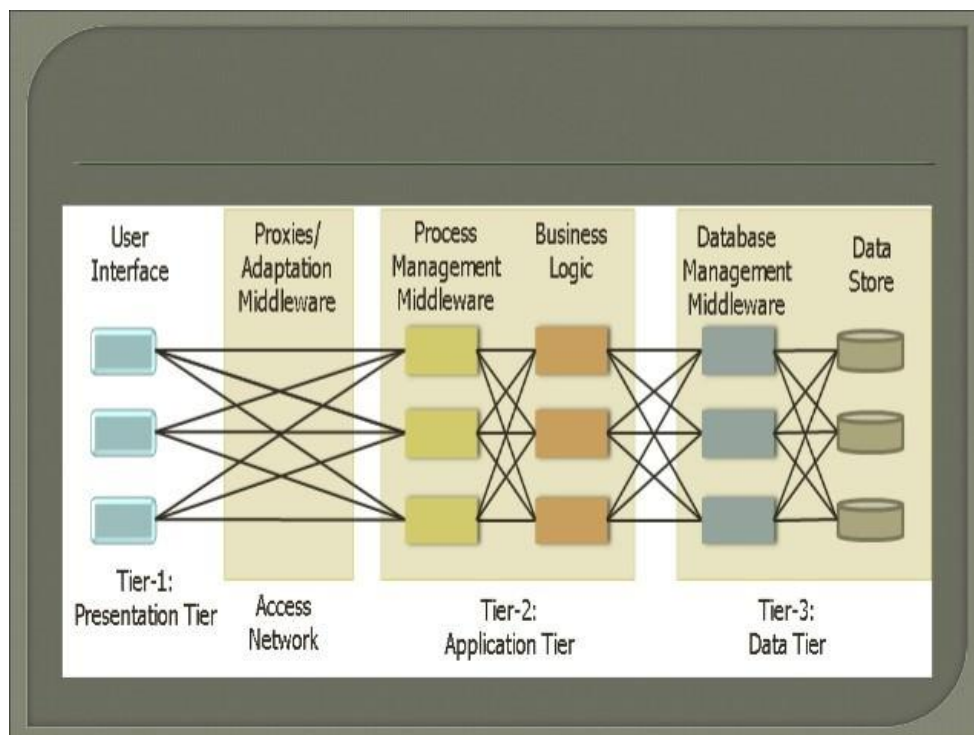 User
Interface
Proxies/
Adaptation
Middleware
Process
Management
Middleware
Business
Logic
Database
Management
Middleware
Data
Store
Tier-1:
Presentation Tier
Access
Network
Tier-2:
Application Tier
Tier-3:
Data Tier